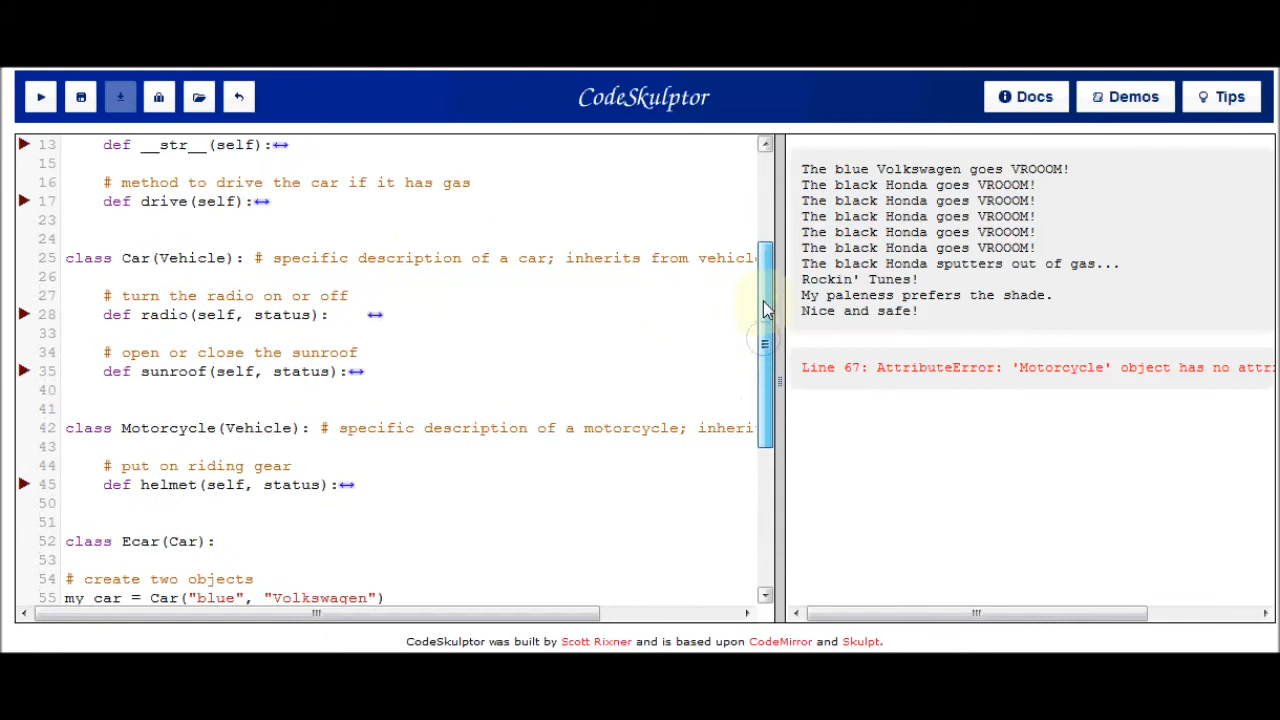 CodeSkulptor
Docs
Demos
Tips
13 def __str__(self):
15
16 # method to drive the car if it has gas
17 def drive(self):
23
24
25 class Car(Vehicle): # specific description of a car; inherits from vehicl
26
27 # turn the radio on or off
28 def radio(self, status):
33
34 # open or close the sunroof
35 def sunroof(self, status):
40
41
42 class Motorcycle(Vehicle): # specific description of a motorcycle; inheri
43
44 # put on riding gear
45 def helmet(self, status):
50
51
52 class Ecar(Car):
53
54 # create two objects
55 my_car = Car("blue", "Volkswagen")
The blue Volkswagen goes VROOOM!
The black Honda goes VROOOM!
The black Honda goes VROOOM!
The black Honda goes VROOOM!
The black Honda goes VROOOM!
The black Honda goes VROOOM!
The black Honda sputters out of gas...
Rockin' Tunes!
My paleness prefers the shade.
Nice and safe!
Line 67: AttributeError: 'Motorcycle' object has no attri
CodeSkulptor was built by Scott Rixner and is based upon CodeMirror and Skulpt.